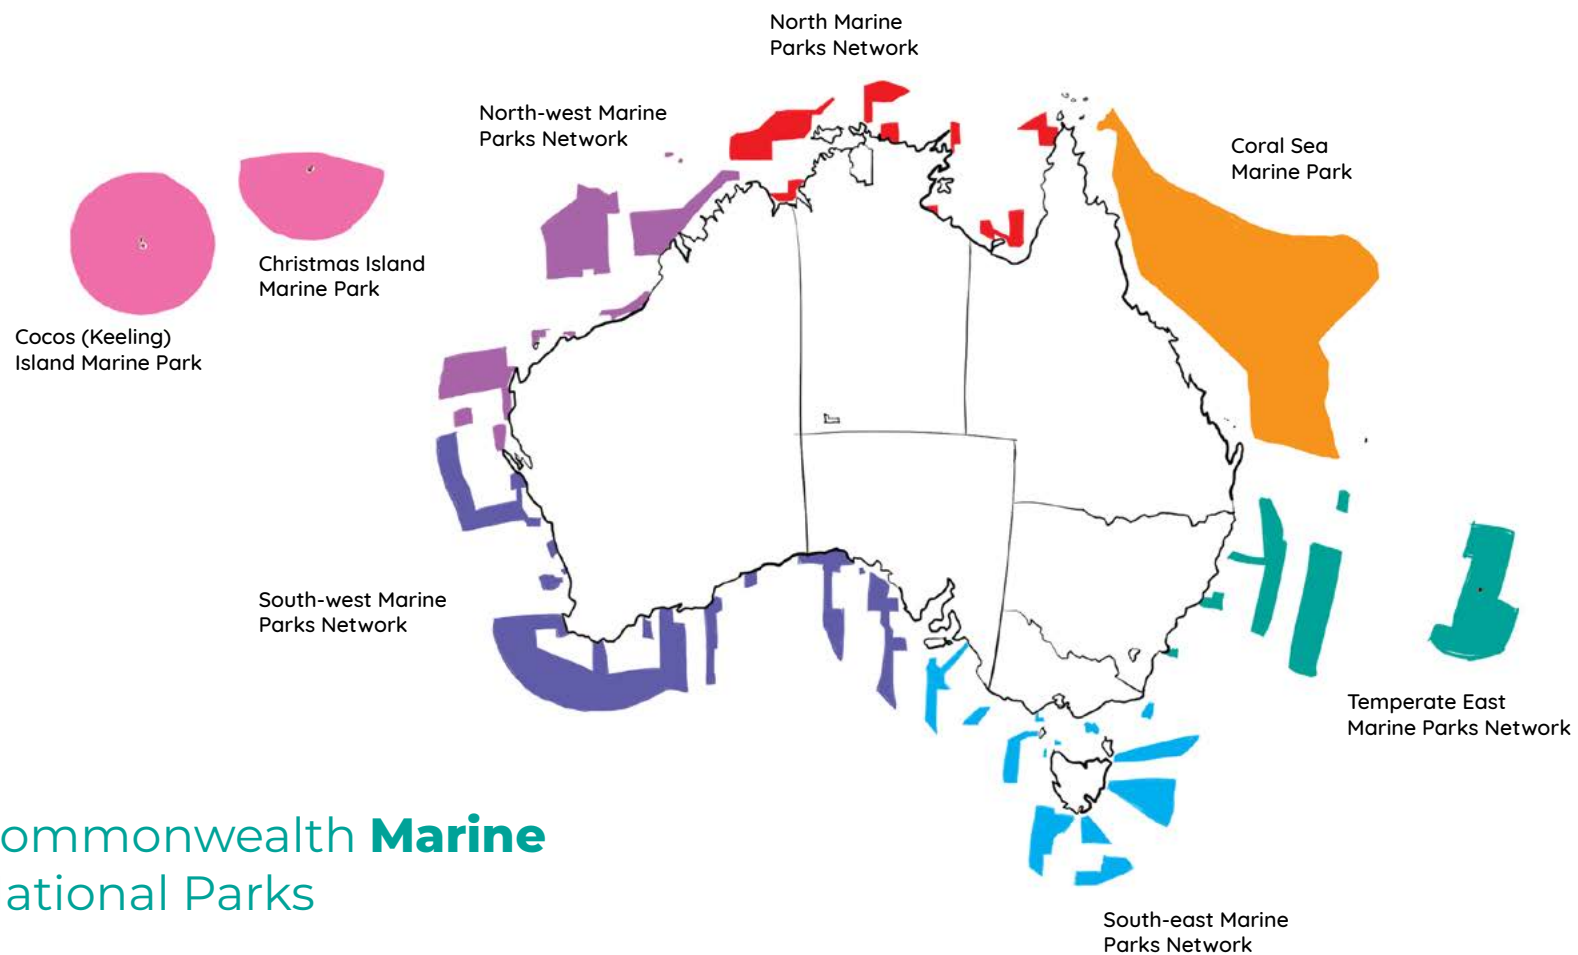 North Marine
Parks Network
North-west Marine
Parks Network
Coral Sea
Marine Park
Christmas Island
Marine Park
Cocos (Keeling)
Island Marine Park
South-west Marine
Parks Network
Temperate East
Marine Parks Network
ommonwealth Marine
ational Parks
South-east Marine
Parks Network